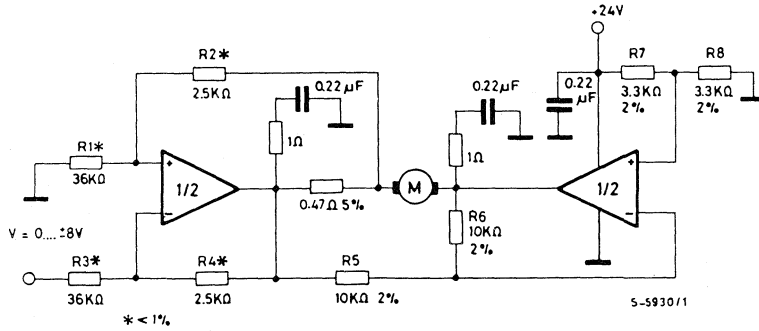 +24V
R2*
2.5KΩ
0.22µF
0.22µF
0.22
µF
R7
3.3KΩ
2%
R8
3.3KΩ
2%
R1*
36KΩ
+
1/2
−
1Ω
0.47Ω 5%
M
1Ω
+
1/2
−
R6
10KΩ
2%
V = 0....±8V
R3*
36KΩ
R4*
2.5KΩ
R5
10KΩ 2%
* < 1%
S-5930/1